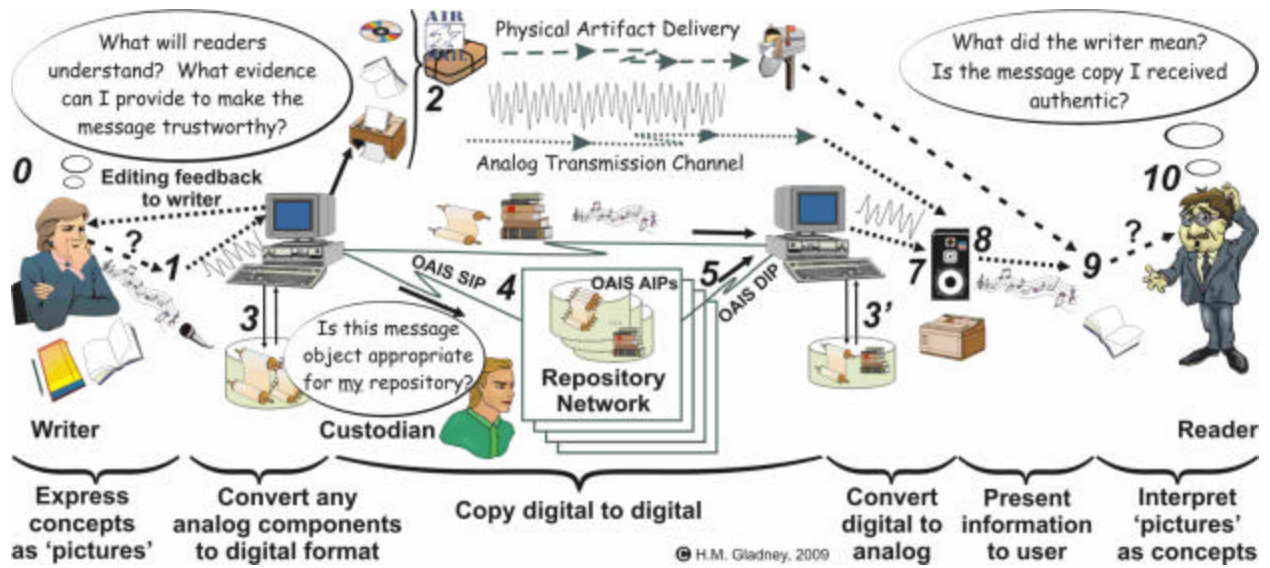 What will readers
understand? What evidence
can I provide to make the
message trustworthy?
AIR
MAIL
2
Physical Artifact Delivery
Analog Transmission Channel
What did the writer mean?
Is the message copy I received
authentic?
0
Editing feedback
to writer
?
1
10
OAIS SIP
4
OAIS AIPs
5
OAIS DIP
7
8
9
?
3
Is this message
object appropriate
for my repository?
Repository
Network
3’
Writer
Custodian
Reader
Express
concepts
as ‘pictures’
Convert any
analog components
to digital format
Copy digital to digital
Convert
digital to
analog
Present
information
to user
Interpret
‘pictures’
as concepts
© H.M. Gladney, 2009